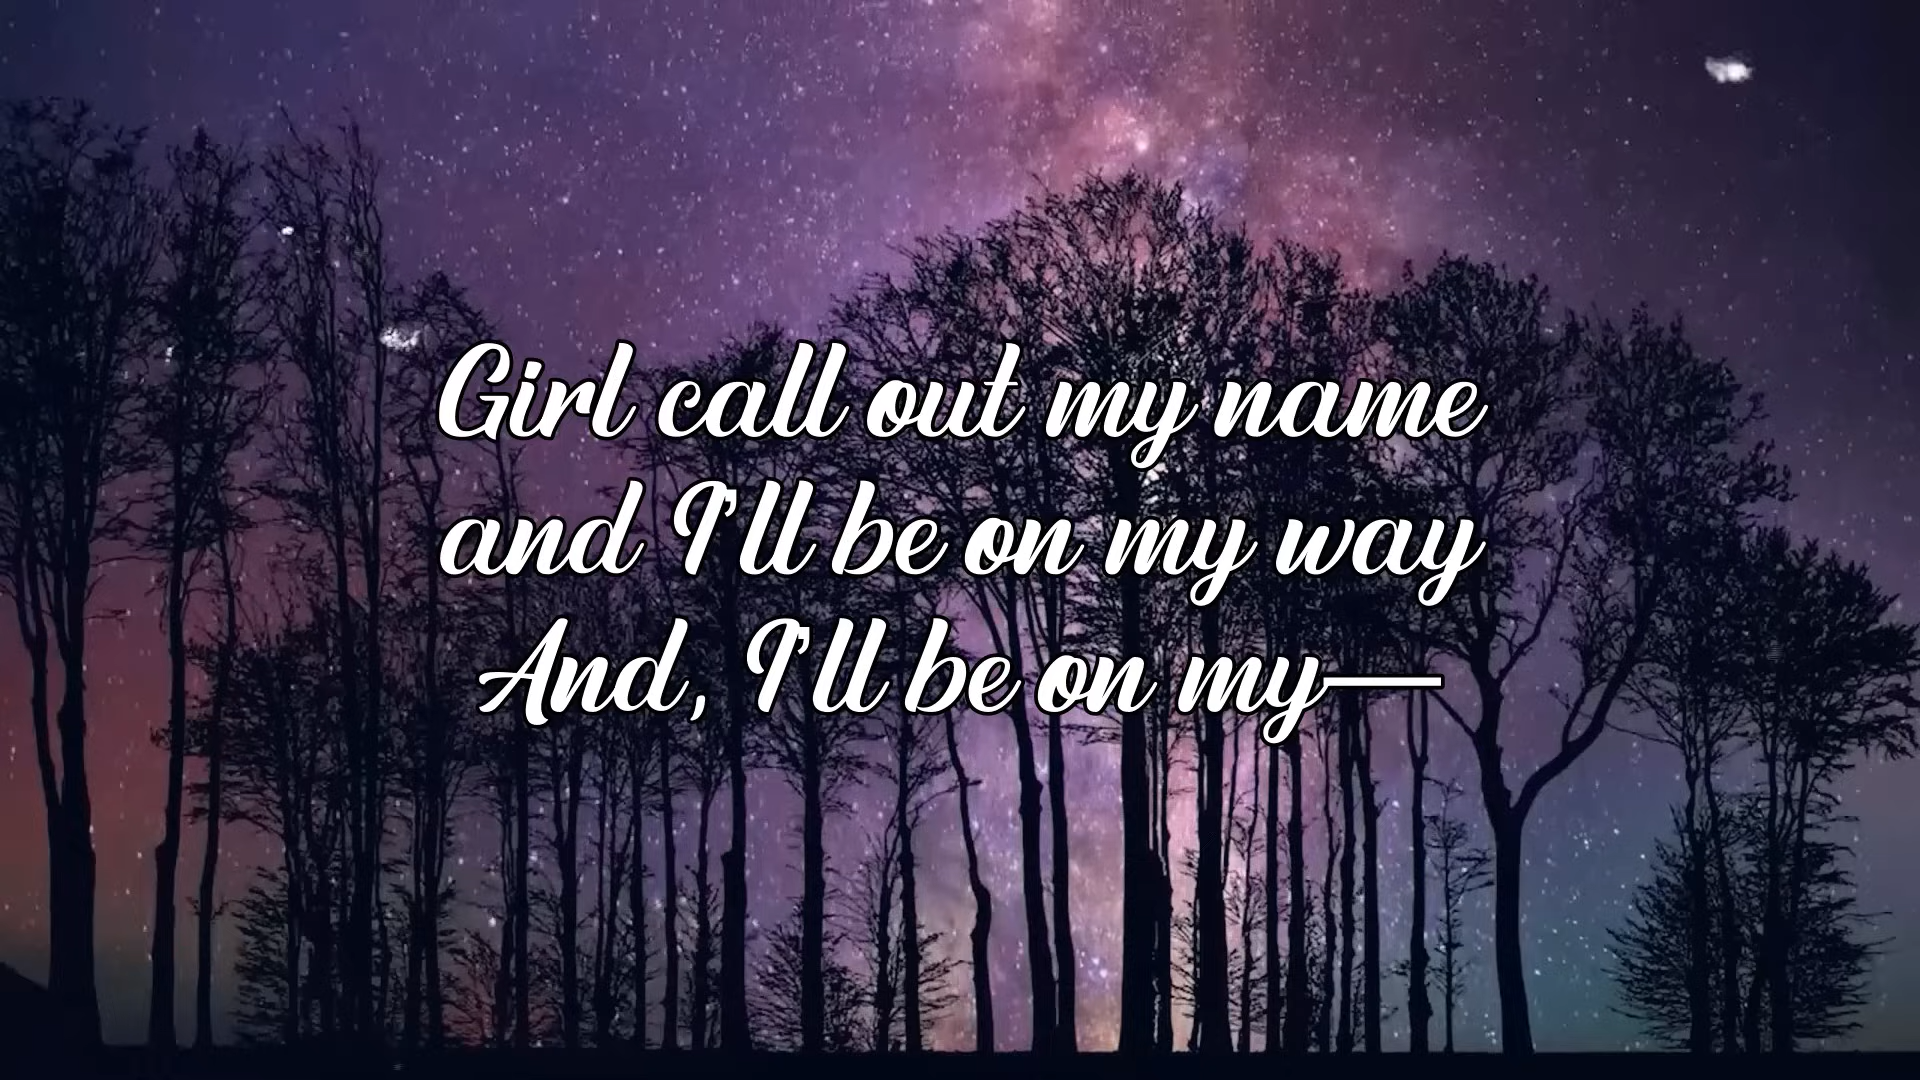 Girl call out my name
and I'll be on my way
And, I'll be on my—